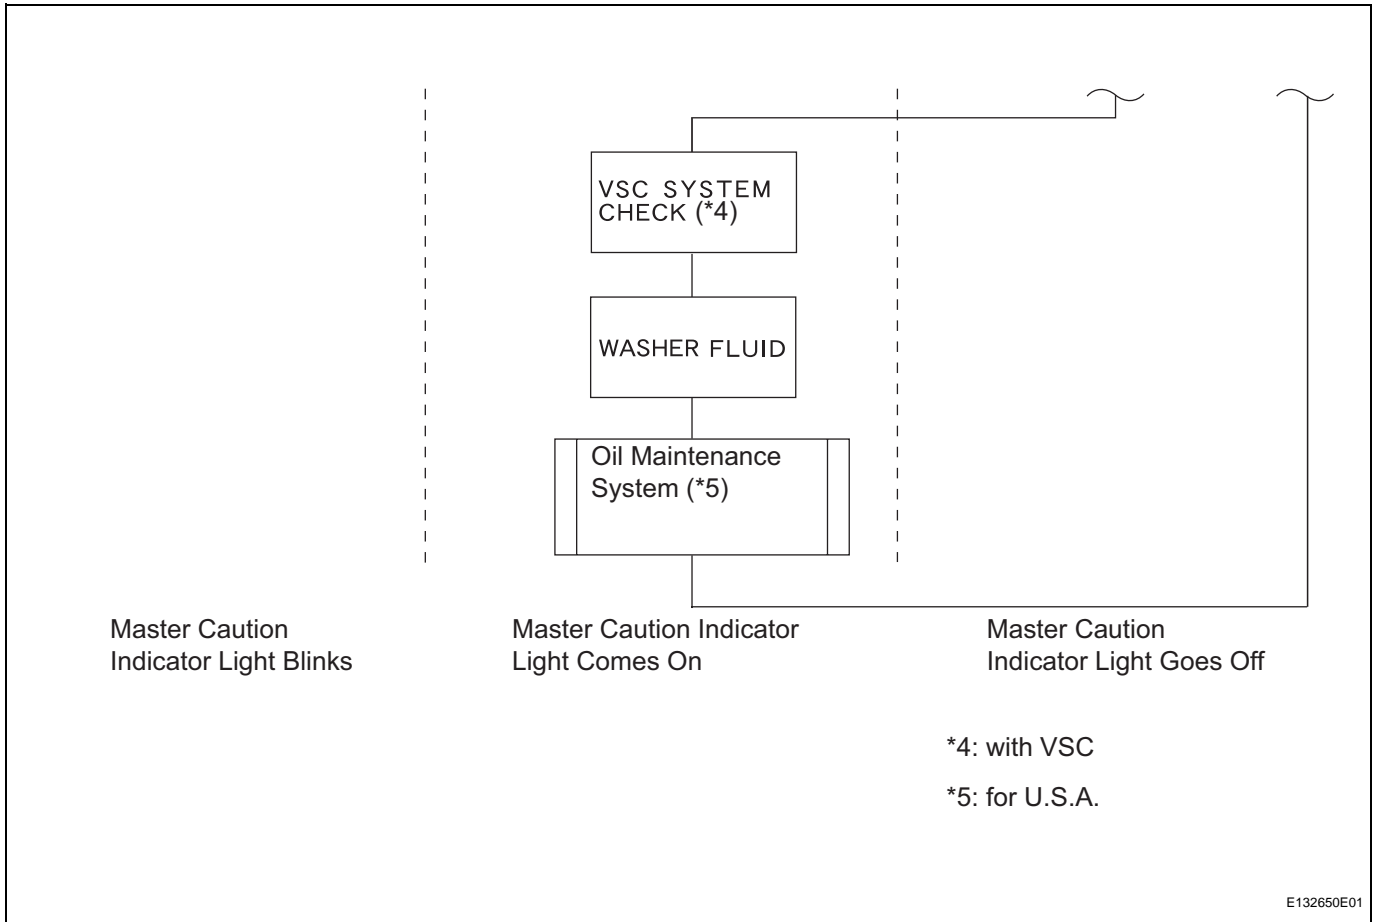 VSC SYSTEM
CHECK (*4)
WASHER FLUID
Oil Maintenance
System (*5)
Master Caution
Indicator Light Blinks
Master Caution Indicator
Light Comes On
Master Caution
Indicator Light Goes Off
*4: with VSC
*5: for U.S.A.
E132650E01